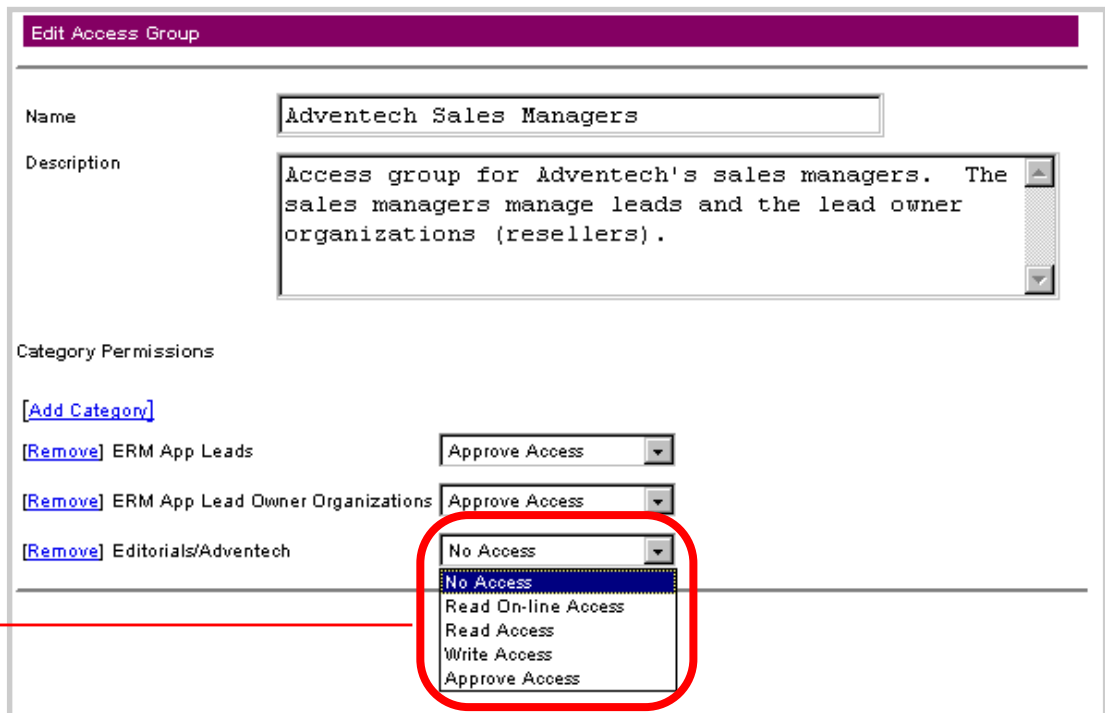 Edit Access Group
Name
Adventech Sales Managers
Description
Access group for Adventech's sales managers.  The
sales managers manage leads and the lead owner
organizations (resellers).
Category Permissions
[Add Category]
[Remove] ERM App Leads Approve Access
[Remove] ERM App Lead Owner Organizations Approve Access
[Remove] Editorials/Adventech No Access
No Access
Read On-line Access
Read Access
Write Access
Approve Access